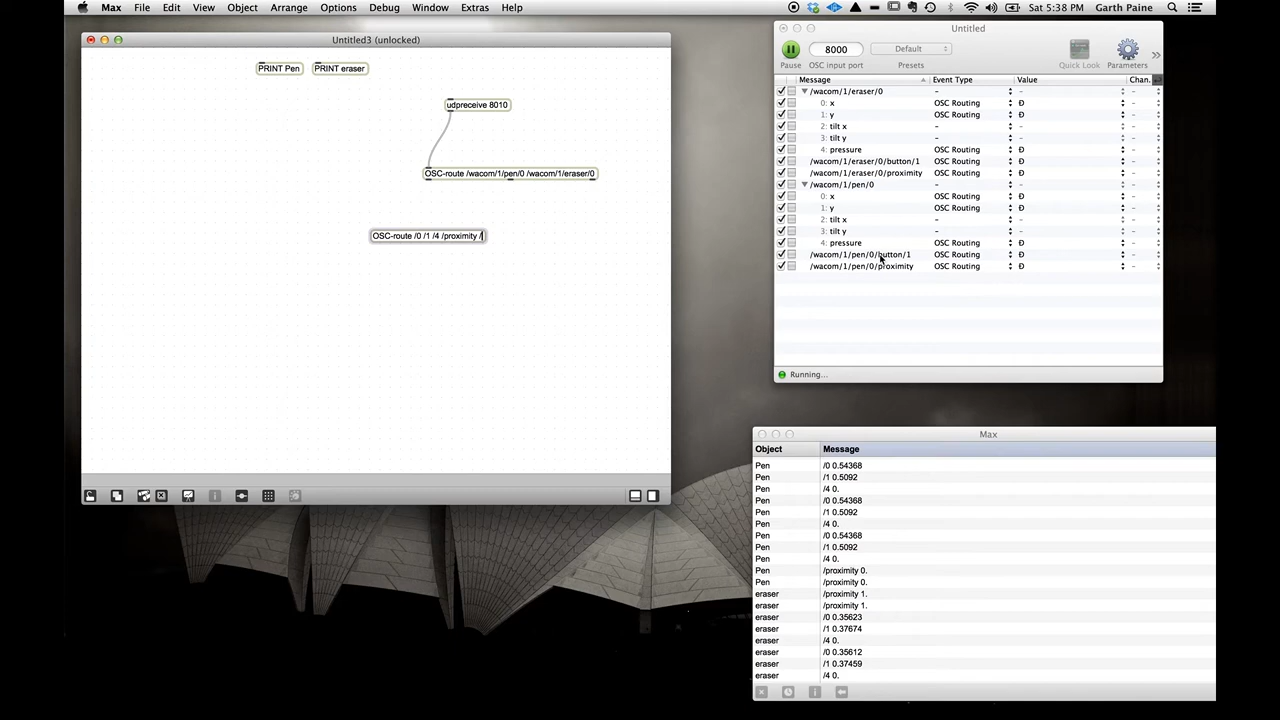 Max File Edit View Object Arrange Options Debug Window Extras Help
Sat 5:38 PM Garth Paine
Untitled3 (unlocked)
PRINT Pen PRINT eraser
udpreceive 8010
OSC-route /wacom/1/pen/0 /wacom/1/eraser/0
OSC-route /0 /1 /4 /proximity /
Untitled
8000 Default
Pause OSC input port Presets Quick Look Parameters
Message Event Type Value Chan.
/wacom/1/eraser/0 - -
0: x OSC Routing Ð
1: y OSC Routing Ð
2: tilt x - -
3: tilt y - -
4: pressure OSC Routing Ð
/wacom/1/eraser/0/button/1 OSC Routing Ð
/wacom/1/eraser/0/proximity OSC Routing Ð
/wacom/1/pen/0 - -
0: x OSC Routing Ð
1: y OSC Routing Ð
2: tilt x - -
3: tilt y - -
4: pressure OSC Routing Ð
/wacom/1/pen/0/button/1 OSC Routing Ð
/wacom/1/pen/0/proximity OSC Routing Ð
Running...
Max
Object Message
Pen /0 0.54368
Pen /1 0.5092
Pen /4 0.
Pen /0 0.54368
Pen /1 0.5092
Pen /4 0.
Pen /0 0.54368
Pen /1 0.5092
Pen /4 0.
Pen /proximity 0.
Pen /proximity 0.
eraser /proximity 1.
eraser /proximity 1.
eraser /0 0.35623
eraser /1 0.37674
eraser /4 0.
eraser /0 0.35612
eraser /1 0.37459
eraser /4 0.